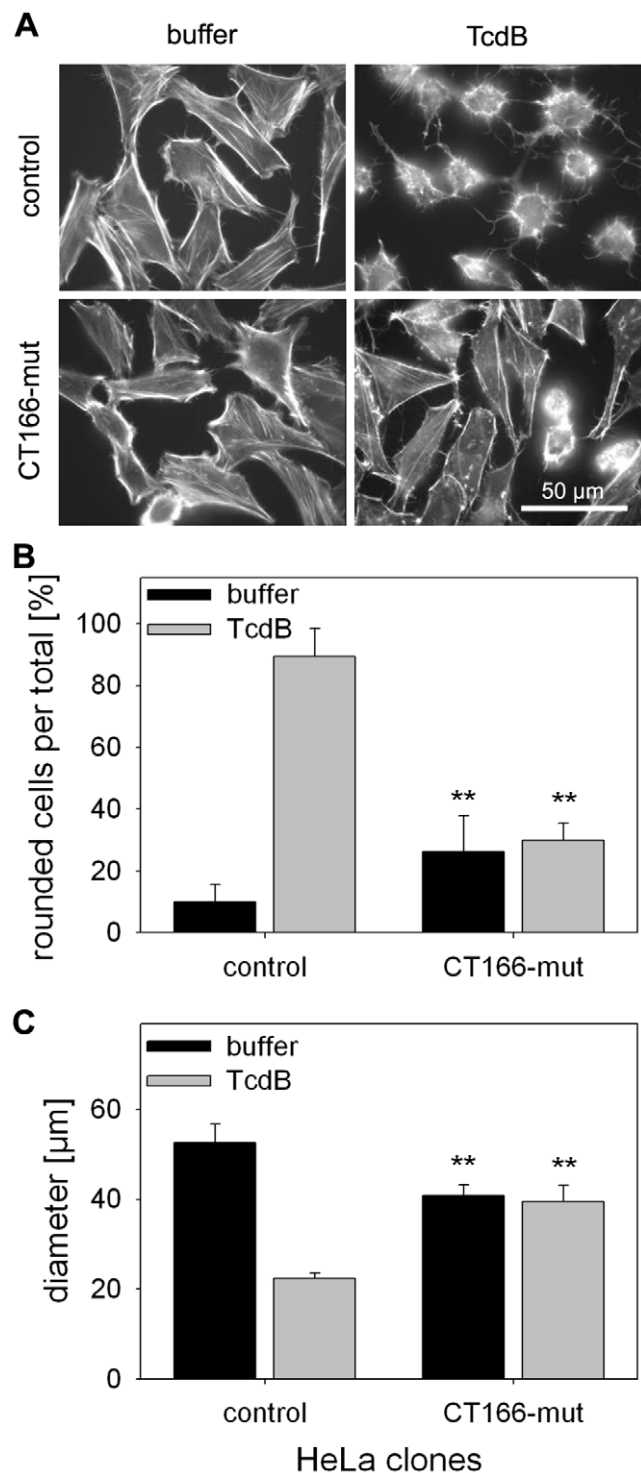 A
buffer
TcdB
control
CT166-mut
50 µm
B
rounded cells per total [%]
buffer
TcdB
100
80
60
40
20
0
**
**
control
CT166-mut
C
diameter [µm]
buffer
TcdB
60
40
20
0
**
**
control
CT166-mut
HeLa clones